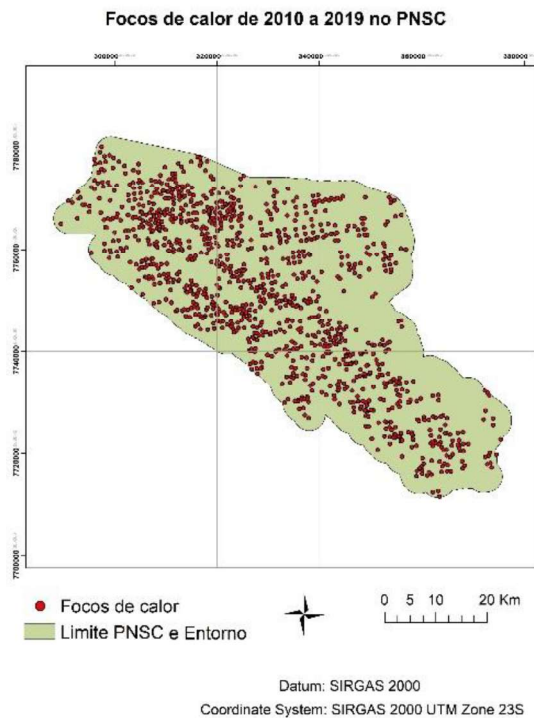 Focos de calor de 2010 a 2019 no PNSC
300000 320000 340000 360000 380000
7780000
7760000
7740000
7720000
7700000
Focos de calor
Limite PNSC e Entorno
0 5 10 20 Km
Datum: SIRGAS 2000
Coordinate System: SIRGAS 2000 UTM Zone 23S